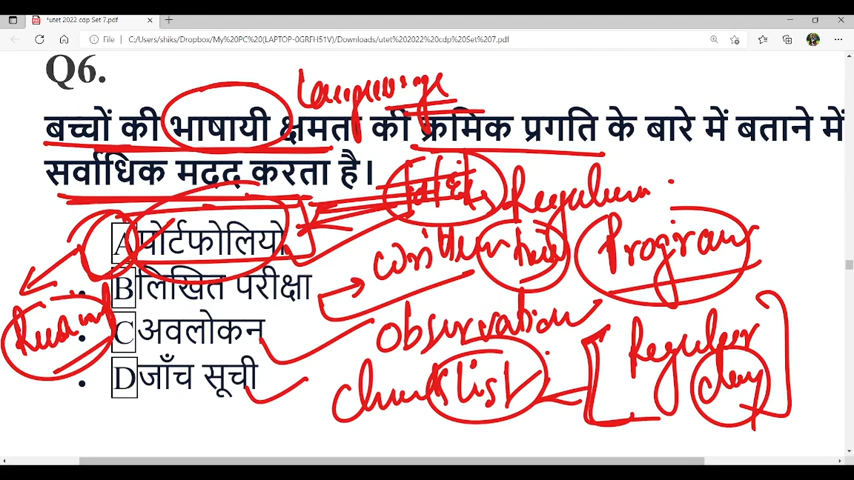 *utet 2022 cdp Set 7.pdf
File C:/Users/shiks/Dropbox/My%20PC%20(LAPTOP-0GRFH51V)/Downloads/utet%202022%20cdp%20Set%207.pdf
Q6.
Language
बच्चों की भाषायी क्षमता की क्रमिक प्रगति के बारे में बताने में
सर्वाधिक मदद करता है।
A पोर्टफोलियो
written Program
B लिखित परीक्षा
observation
C अवलोकन
Regular
D जाँच सूची
checklist